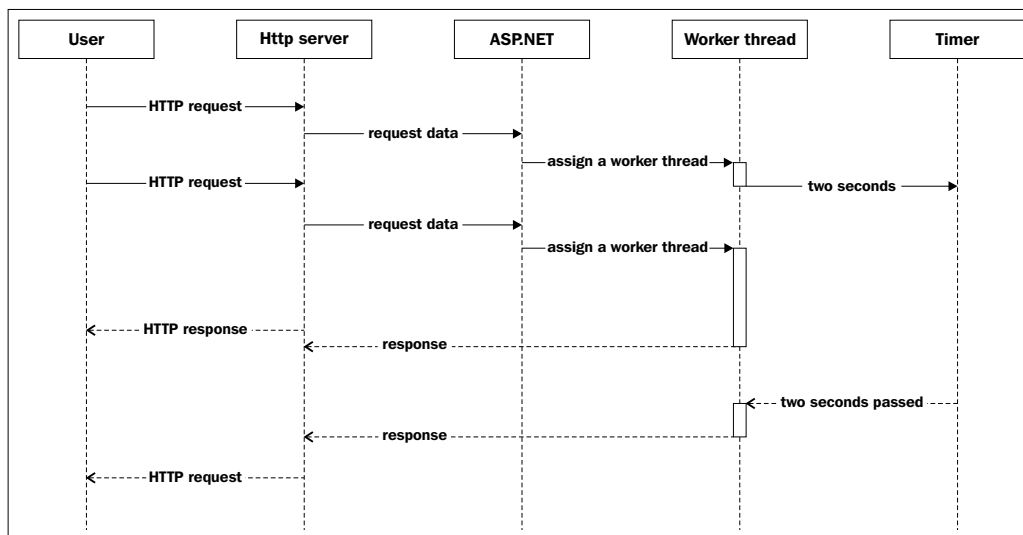 User
Http server
ASP.NET
Worker thread
Timer
HTTP request
request data
assign a worker thread
HTTP request
two seconds
request data
assign a worker thread
HTTP response
response
two seconds passed
response
HTTP request